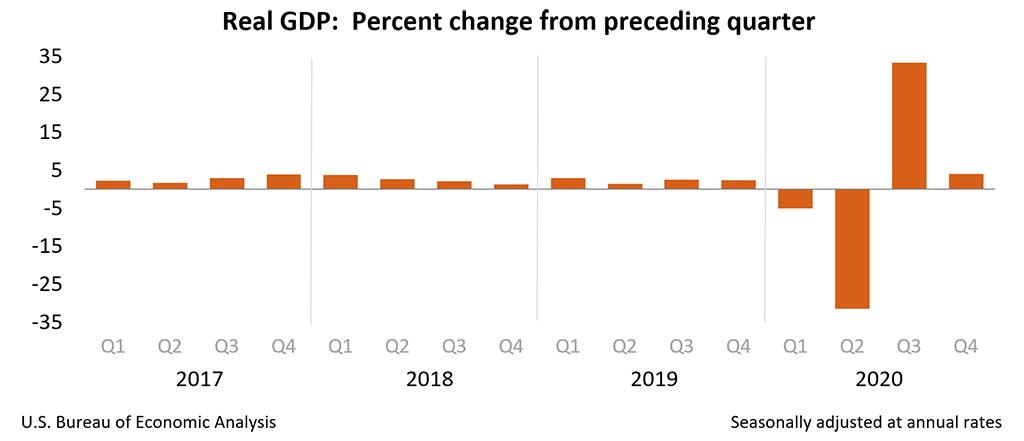 Real GDP:  Percent change from preceding quarter
35
25
15
5
-5
-15
-25
-35
Q1 Q2 Q3 Q4 Q1 Q2 Q3 Q4 Q1 Q2 Q3 Q4 Q1 Q2 Q3 Q4
2017 2018 2019 2020
U.S. Bureau of Economic Analysis Seasonally adjusted at annual rates